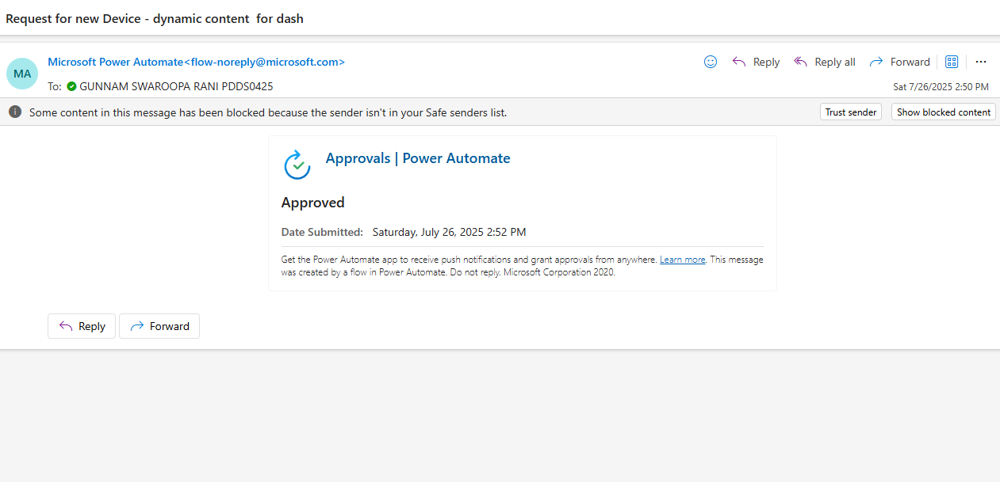 Request for new Device - dynamic content  for dash
MA
Microsoft Power Automate<flow-noreply@microsoft.com>
Reply
Reply all
Forward
To: GUNNAM SWAROOPA RANI PDDS0425
Sat 7/26/2025 2:50 PM
Some content in this message has been blocked because the sender isn't in your Safe senders list.
Trust sender
Show blocked content
Approvals | Power Automate
Approved
Date Submitted: Saturday, July 26, 2025 2:52 PM
Get the Power Automate app to receive push notifications and grant approvals from anywhere. Learn more. This message
was created by a flow in Power Automate. Do not reply. Microsoft Corporation 2020.
Reply
Forward